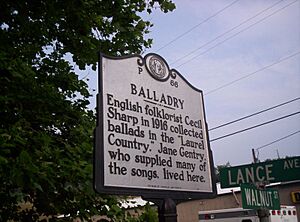 P 66
BALLADRY
English folklorist Cecil
Sharp in 1916 collected
ballads in the "Laurel
Country." Jane Gentry,
who supplied many of
the songs, lived here.
LANCE AVE
WALNUT ST